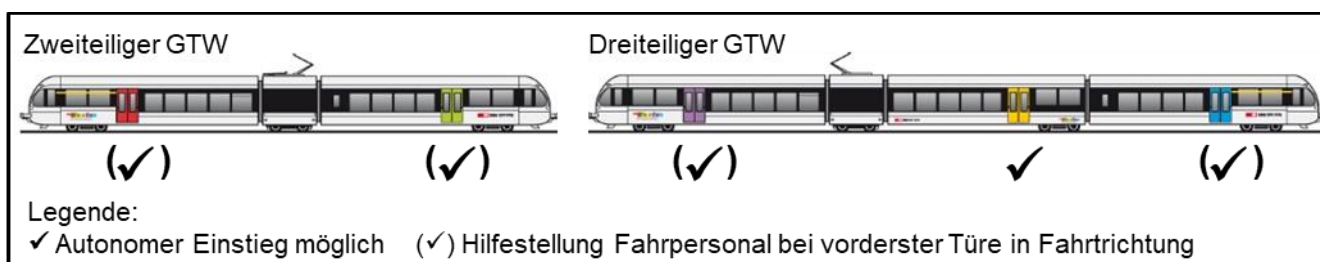 Zweiteiliger GTW
Dreiteiliger GTW
(✓) (✓) (✓) ✓ (✓)
Legende:
✓ Autonomer Einstieg möglich (✓) Hilfestellung Fahrpersonal bei vorderster Türe in Fahrtrichtung